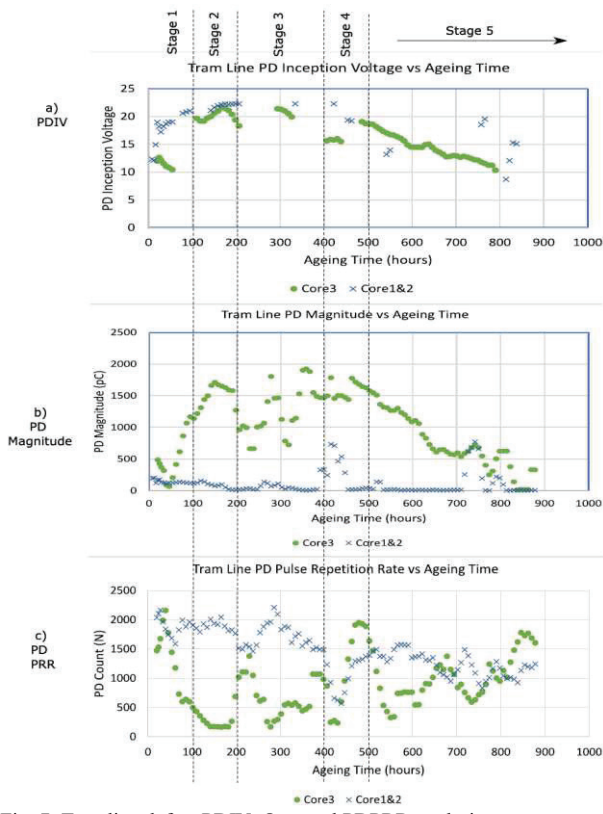 Stage 1
Stage 2
Stage 3
Stage 4
Stage 5
a)
PDIV
Tram Line PD Inception Voltage vs Ageing Time
PD Inception Voltage
25
20
15
10
5
0
0 100 200 300 400 500 600 700 800 900 1000
Ageing Time (hours)
Core3 Core1&2
b)
PD
Magnitude
Tram Line PD Magnitude vs Ageing Time
PD Magnitude (pC)
2500
2000
1500
1000
500
0
0 100 200 300 400 500 600 700 800 900 1000
Ageing Time (hours)
Core3 Core1&2
c)
PD
PRR
Tram Line PD Pulse Repetition Rate vs Ageing Time
PD Count (N)
2500
2000
1500
1000
500
0
0 100 200 300 400 500 600 700 800 900 1000
Ageing Time (hours)
Core3 Core1&2